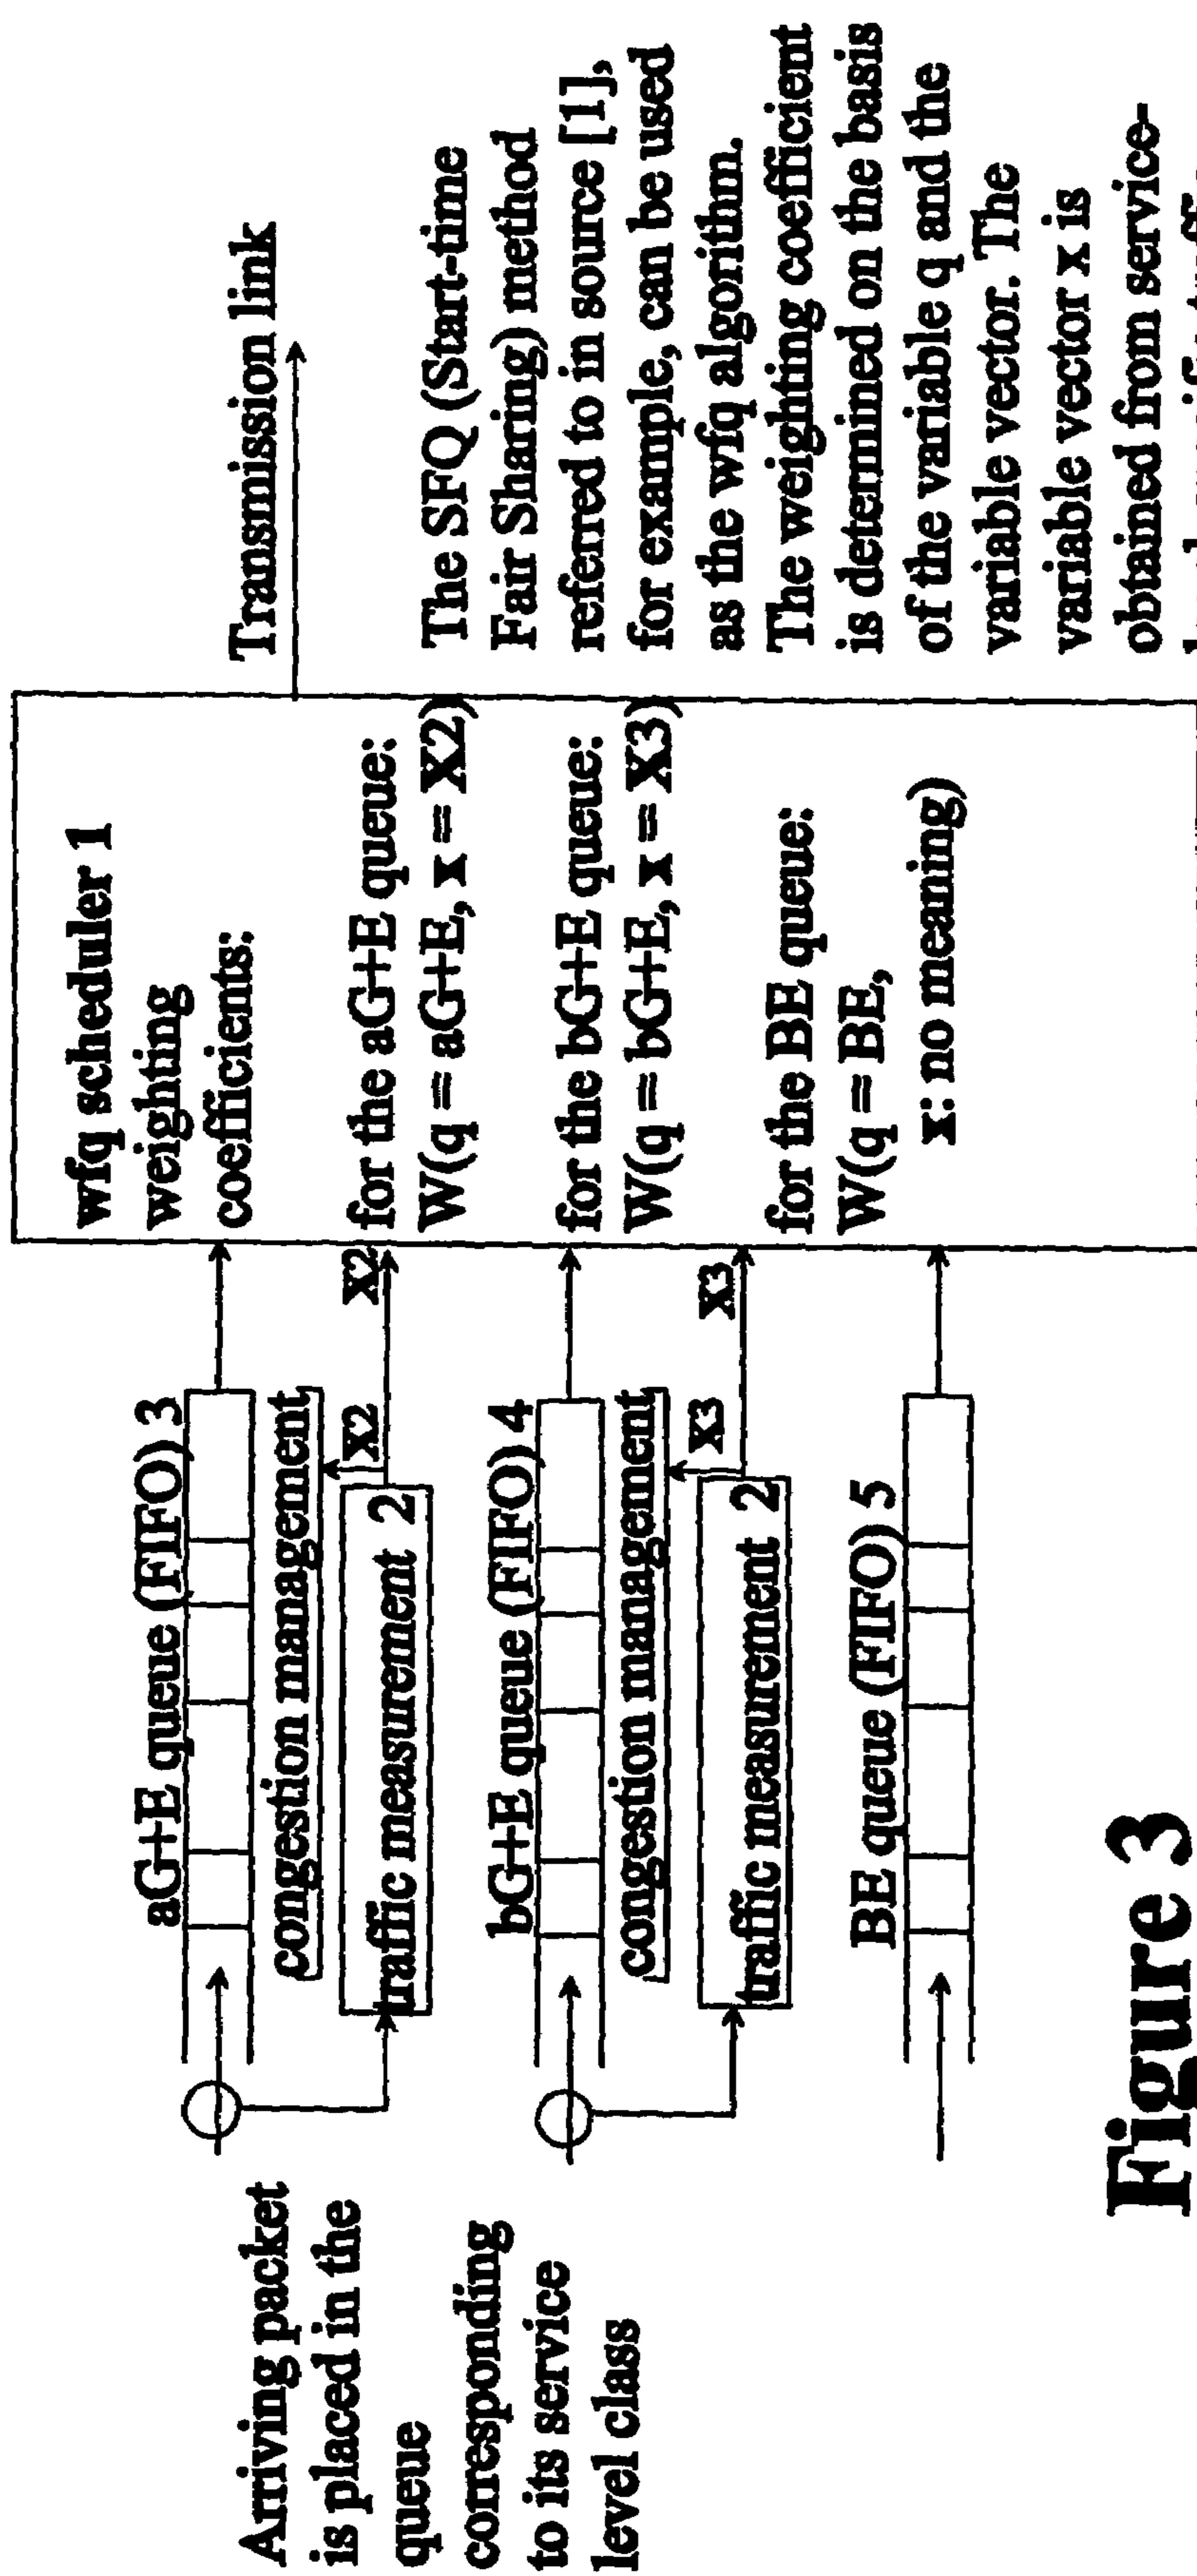 Arriving packet
is placed in the
queue
corresponding
to its service
level class
aG+E queue (FIFO) 3
congestion management
X2
traffic measurement 2
X2
bG+E queue (FIFO) 4
congestion management
X3
traffic measurement 2
X3
BE queue (FIFO) 5
wfq scheduler 1
weighting
coefficients:
for the aG+E queue:
W(q = aG+E, x = X2)
for the bG+E queue:
W(q = bG+E, x = X3)
for the BE queue:
W(q = BE,
x: no meaning)
Transmission link
The SFQ (Start-time
Fair Sharing) method
referred to in source [1],
for example, can be used
as the wfq algorithm.
The weighting coefficient
is determined on the basis
of the variable q and the
variable vector. The
variable vector x is
obtained from service-
Figure 3